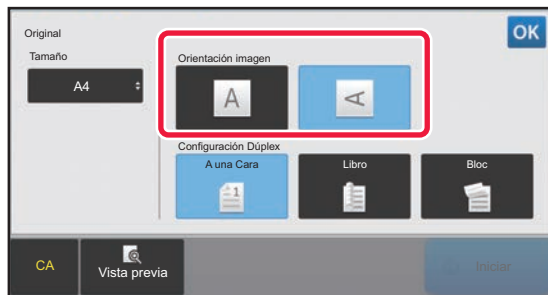 Original
OK
Tamaño
Orientación imagen
A4
A
A
Configuración Dúplex
A una Cara
Libro
Bloc
1
CA
Vista previa
Iniciar